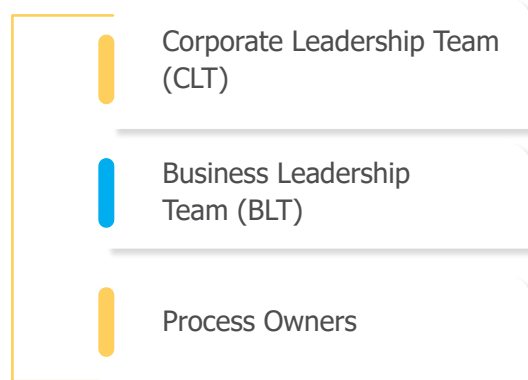 Corporate Leadership Team
(CLT)
Business Leadership
Team (BLT)
Process Owners